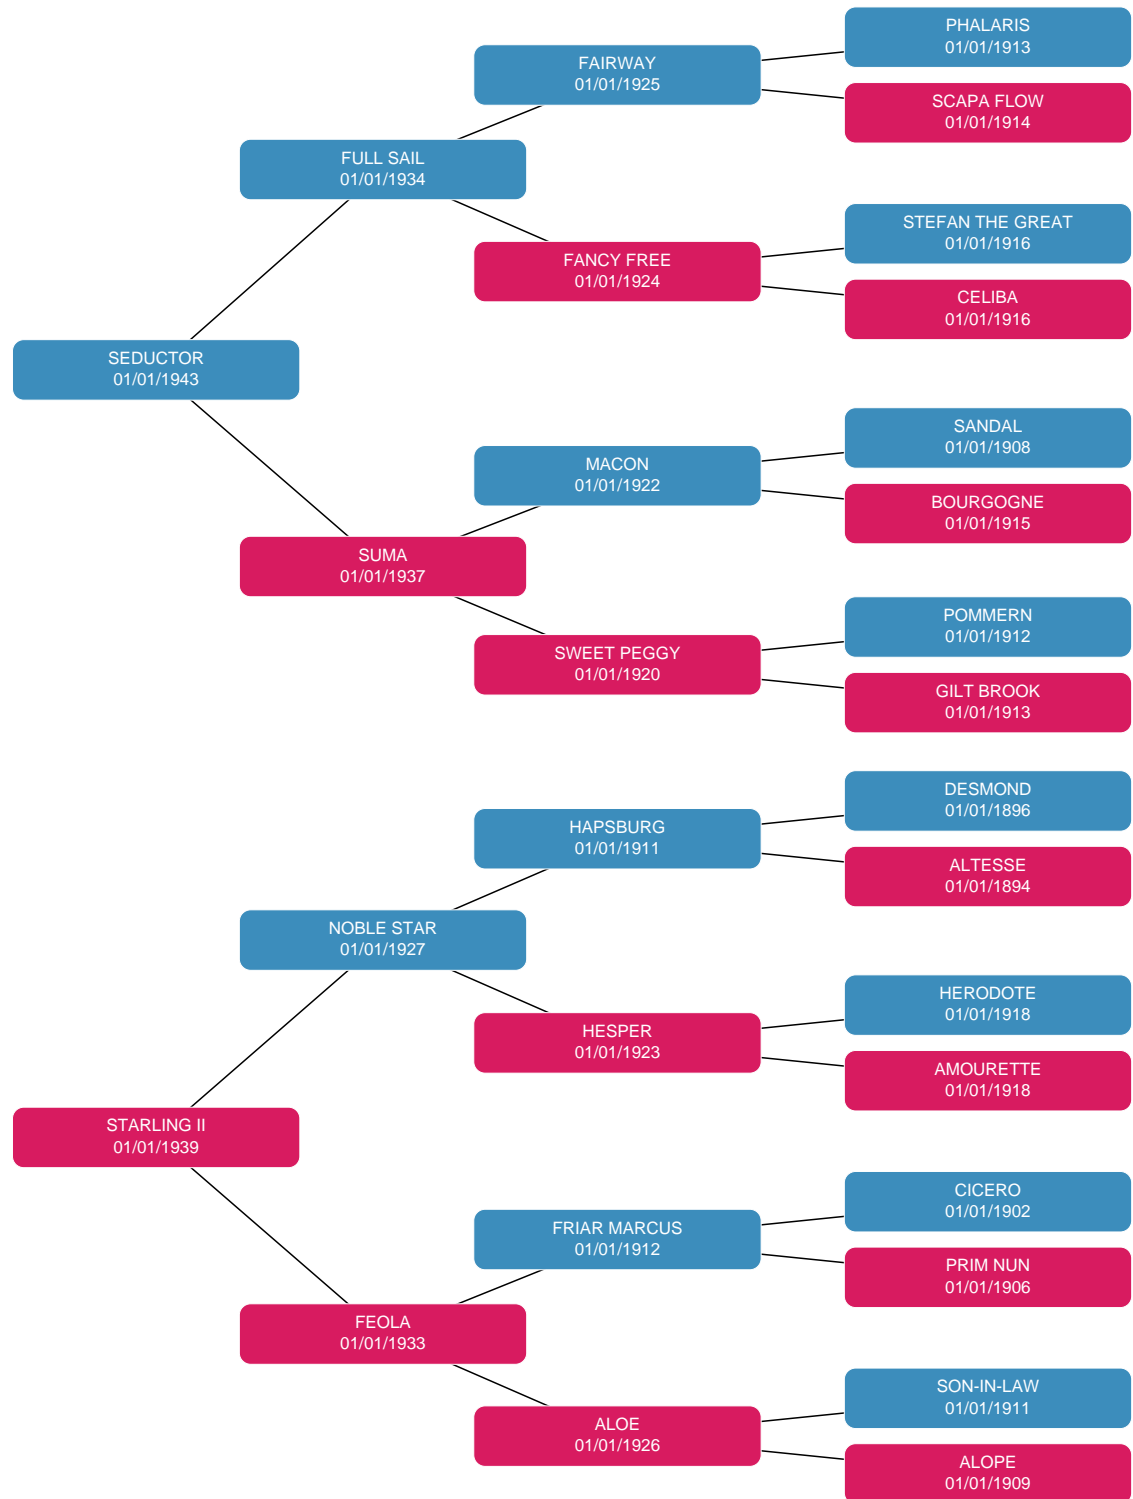 PHALARIS
01/01/1913
FAIRWAY
01/01/1925
SCAPA FLOW
01/01/1914
FULL SAIL
01/01/1934
STEFAN THE GREAT
01/01/1916
FANCY FREE
01/01/1924
CELIBA
01/01/1916
SEDUCTOR
01/01/1943
SANDAL
01/01/1908
MACON
01/01/1922
BOURGOGNE
01/01/1915
SUMA
01/01/1937
POMMERN
01/01/1912
SWEET PEGGY
01/01/1920
GILT BROOK
01/01/1913
DESMOND
01/01/1896
HAPSBURG
01/01/1911
ALTESSE
01/01/1894
NOBLE STAR
01/01/1927
HERODOTE
01/01/1918
HESPER
01/01/1923
AMOURETTE
01/01/1918
STARLING II
01/01/1939
CICERO
01/01/1902
FRIAR MARCUS
01/01/1912
PRIM NUN
01/01/1906
FEOLA
01/01/1933
SON-IN-LAW
01/01/1911
ALOE
01/01/1926
ALOPE
01/01/1909